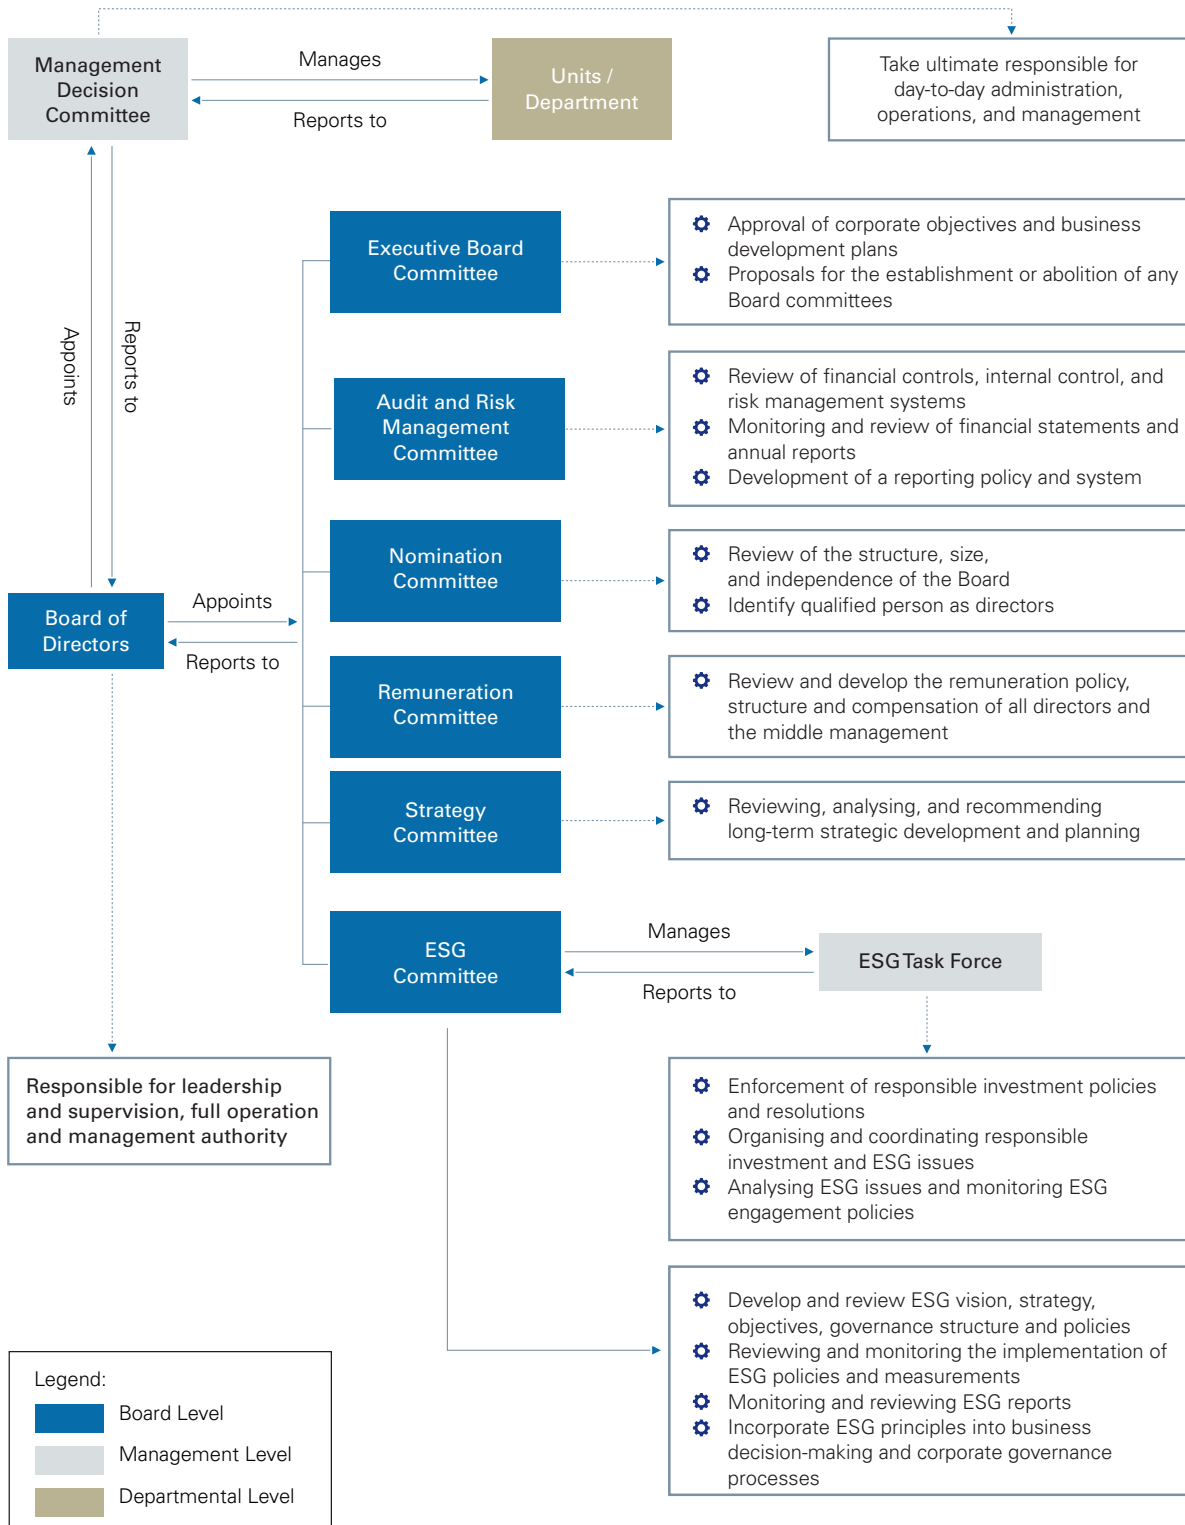 Management
Decision
Committee
Manages
Reports to
Units /
Department
Take ultimate responsible for
day-to-day administration,
operations, and management
Appoints
Reports to
Executive Board
Committee
Approval of corporate objectives and business
development plans
Proposals for the establishment or abolition of any
Board committees
Audit and Risk
Management
Committee
Review of financial controls, internal control, and
risk management systems
Monitoring and review of financial statements and
annual reports
Development of a reporting policy and system
Nomination
Committee
Review of the structure, size,
and independence of the Board
Identify qualified person as directors
Board of
Directors
Appoints
Reports to
Remuneration
Committee
Review and develop the remuneration policy,
structure and compensation of all directors and
the middle management
Strategy
Committee
Reviewing, analysing, and recommending
long-term strategic development and planning
ESG
Committee
Manages
Reports to
ESG Task Force
Responsible for leadership
and supervision, full operation
and management authority
Enforcement of responsible investment policies
and resolutions
Organising and coordinating responsible
investment and ESG issues
Analysing ESG issues and monitoring ESG
engagement policies
Develop and review ESG vision, strategy,
objectives, governance structure and policies
Reviewing and monitoring the implementation of
ESG policies and measurements
Monitoring and reviewing ESG reports
Incorporate ESG principles into business
decision-making and corporate governance
processes
Legend:
Board Level
Management Level
Departmental Level